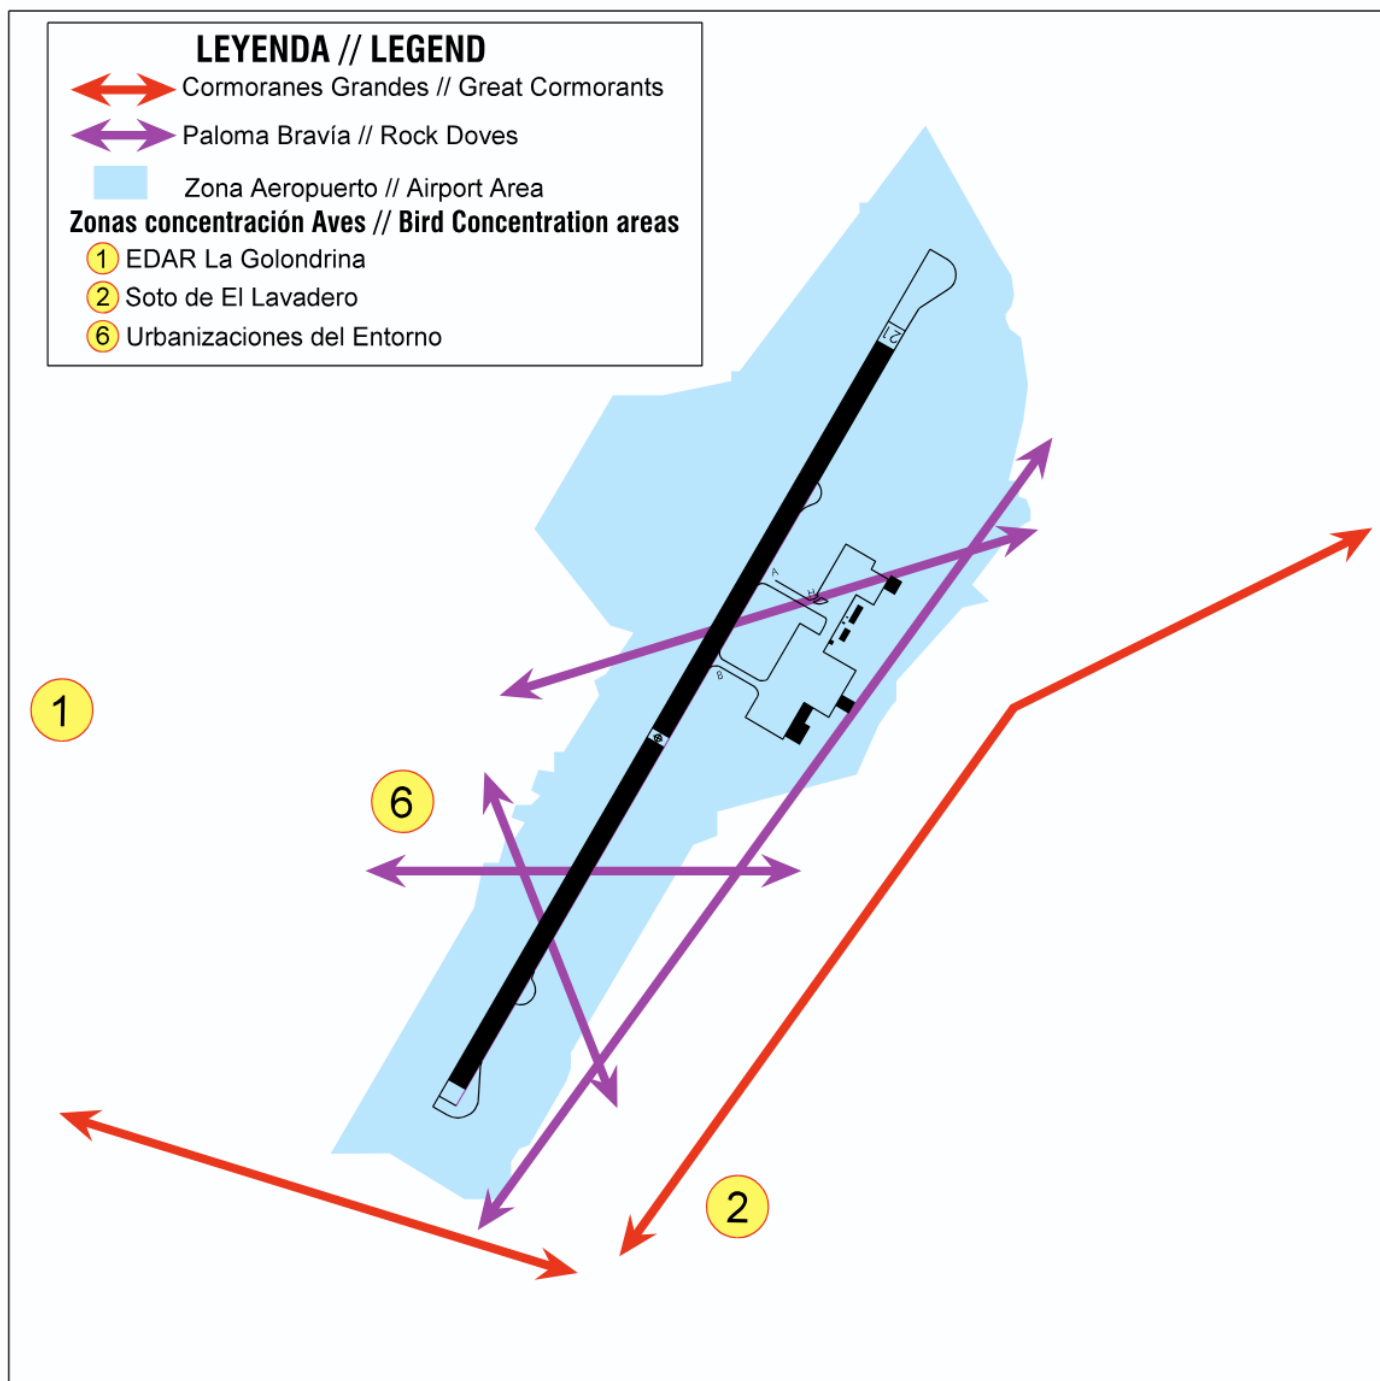 LEYENDA // LEGEND
Cormoranes Grandes // Great Cormorants
Paloma Bravía // Rock Doves
Zona Aeropuerto // Airport Area
Zonas concentración Aves // Bird Concentration areas
1 EDAR La Golondrina
2 Soto de El Lavadero
6 Urbanizaciones del Entorno
21
A
H
B
1
6
2